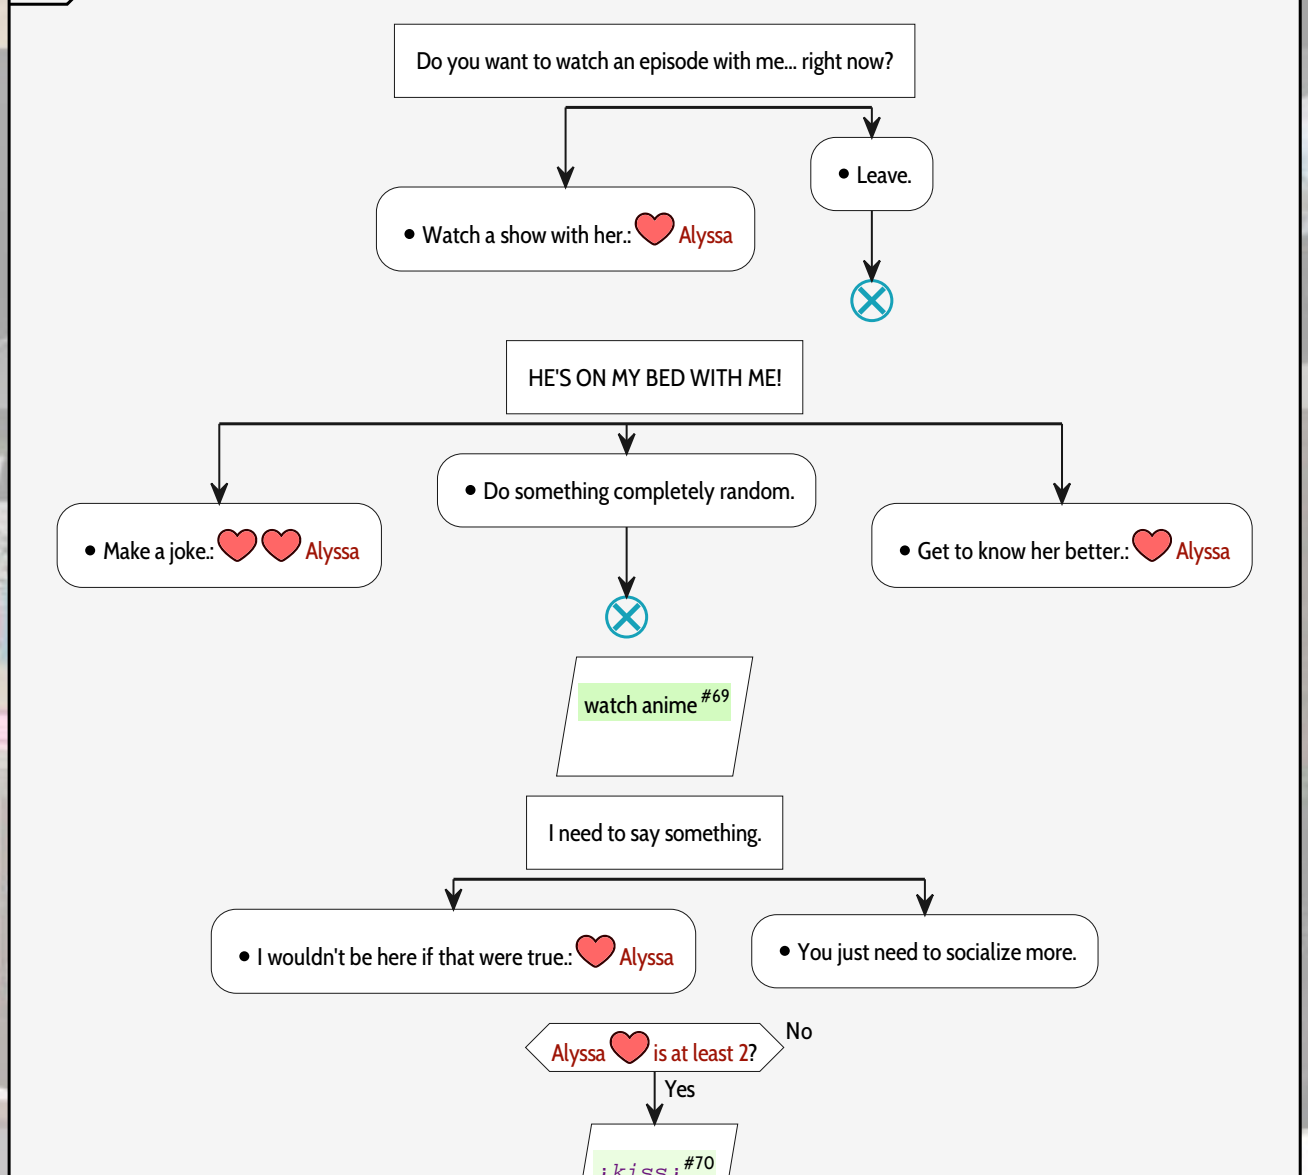 Do you want to watch an episode with me... right now?
• Leave.
• Watch a show with her.: Alyssa
HE'S ON MY BED WITH ME!
• Do something completely random.
• Make a joke.: Alyssa
• Get to know her better.: Alyssa
watch anime #69
I need to say something.
• I wouldn't be here if that were true.: Alyssa
• You just need to socialize more.
No
Alyssa is at least 2?
Yes
¡kiss! #70